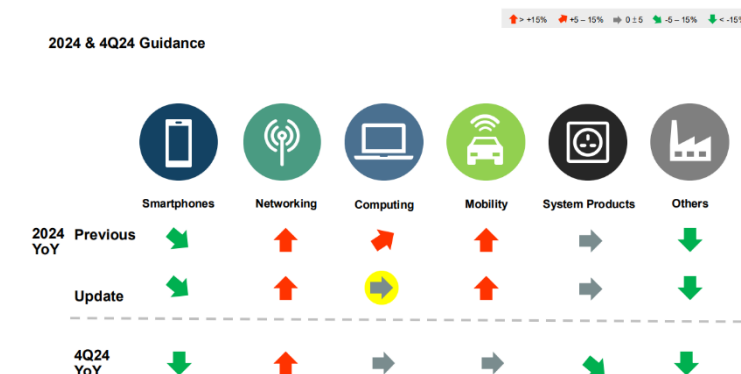 > +15% +5 – 15% 0 ± 5 -5 – 15% < -15%
2024 & 4Q24 Guidance
Smartphones Networking Computing Mobility System Products Others
2024 Previous
YoY
Update
4Q24
YoY